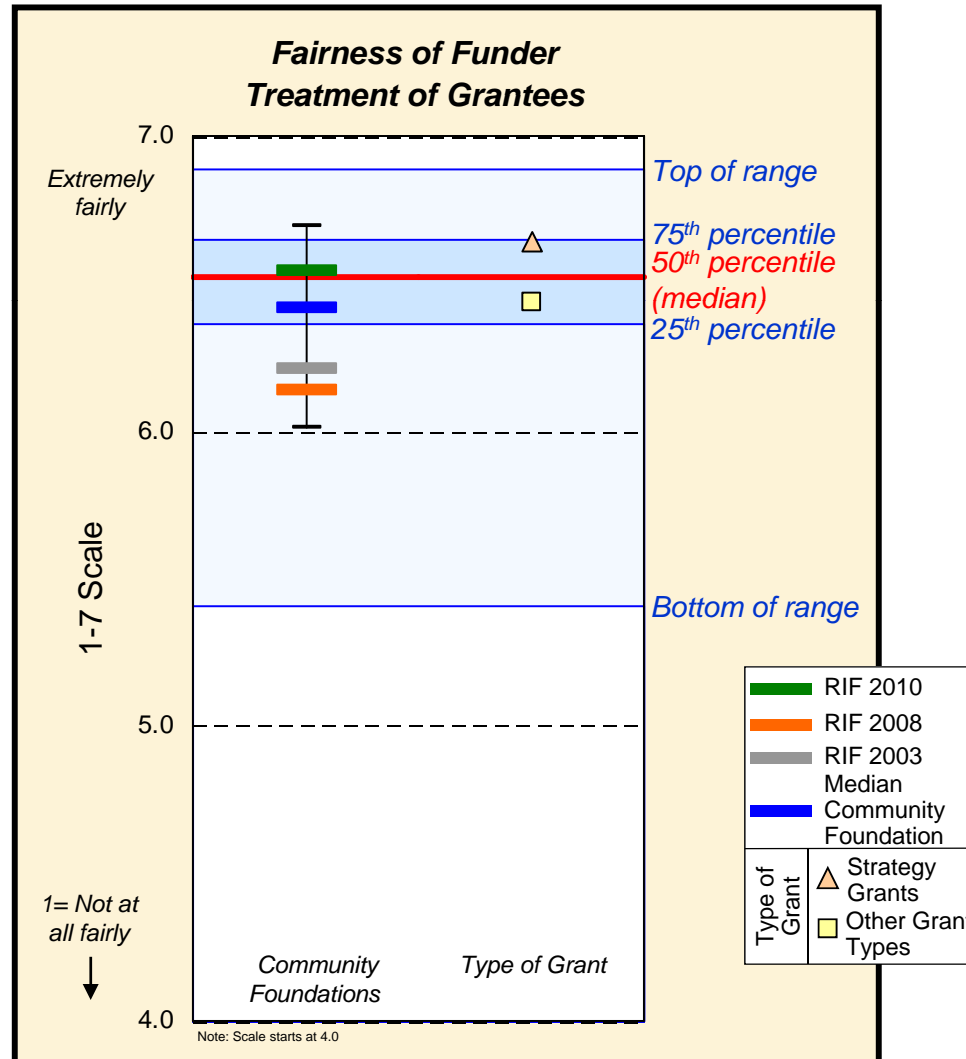 Fairness of Funder
Treatment of Grantees
7.0
Extremely
fairly
Top of range
75th percentile
50th percentile
(median)
25th percentile
6.0
1-7 Scale
Bottom of range
5.0
RIF 2010
RIF 2008
RIF 2003
Median
Community
Foundation
Type of
Grant
Strategy
Grants
Other Grant
Types
1= Not at
all fairly
Community
Foundations
Type of Grant
4.0
Note: Scale starts at 4.0